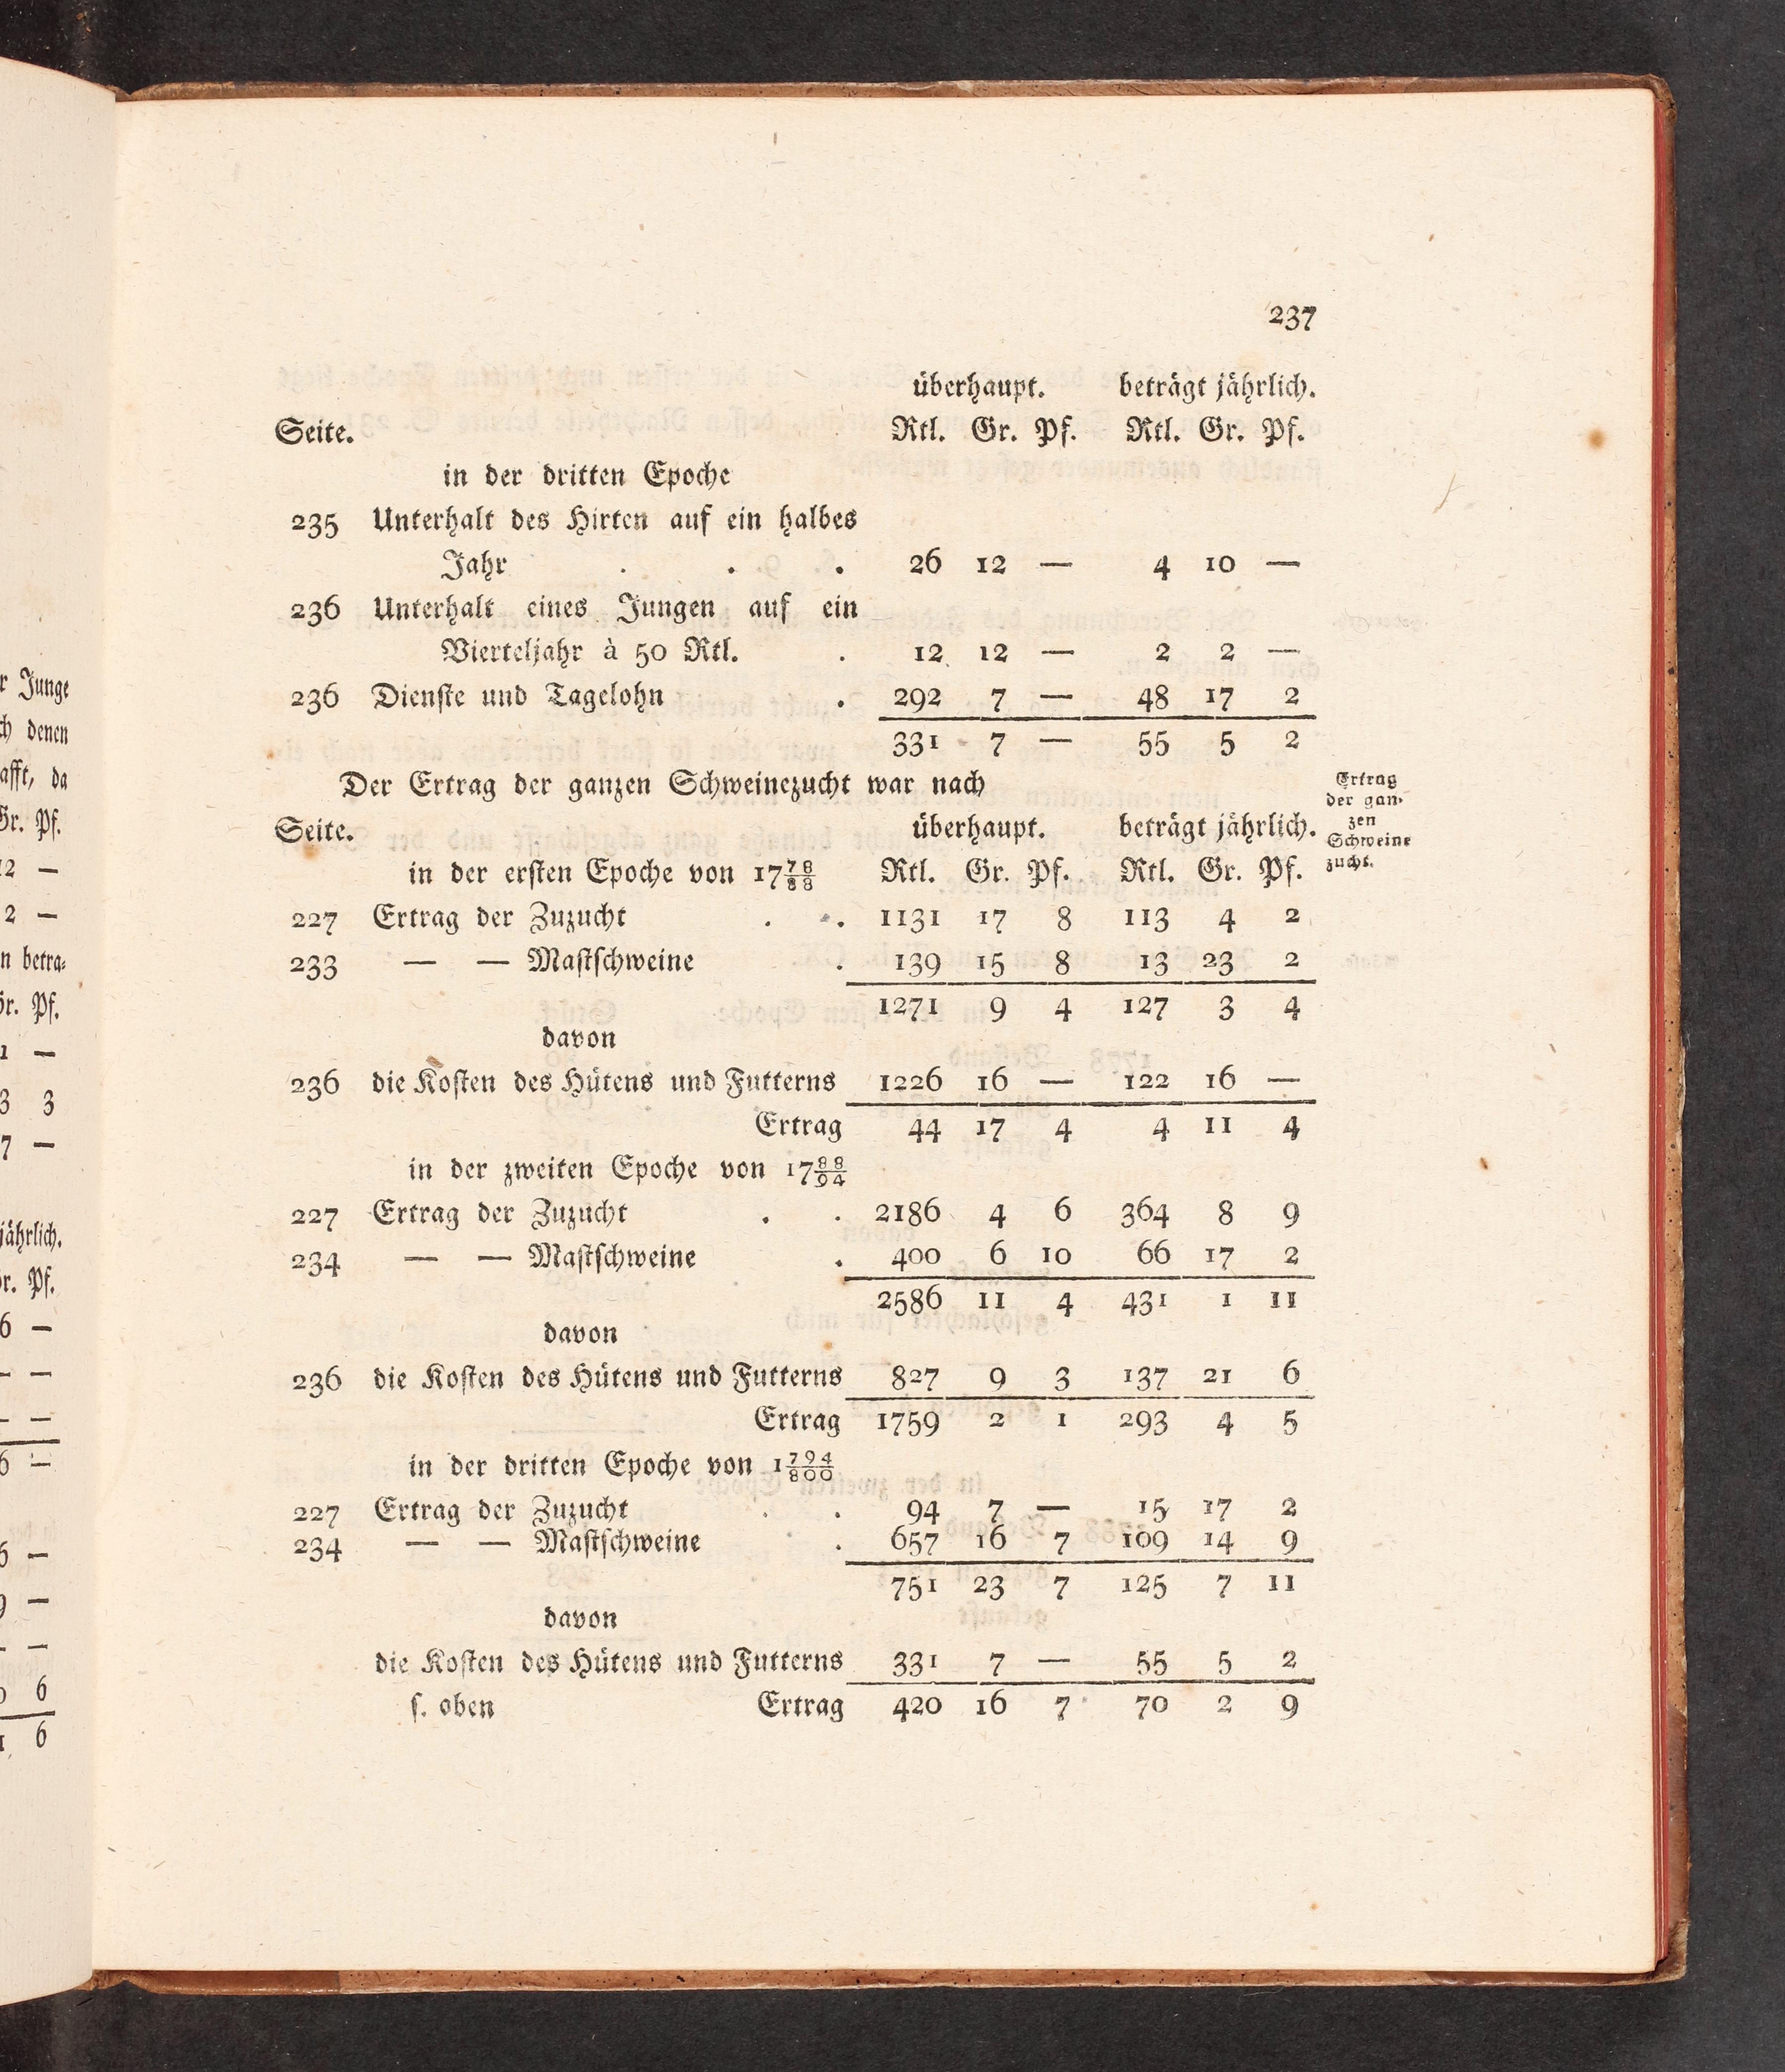 237
überhaupt. beträgt jährlich.
Seite. Rtl. Gr. Pf. Rtl. Gr. Pf.
in der dritten Epoche
235 Unterhalt des Hirten auf ein halbes
Jahr . . . 26 12 — 4 10 —
236 Unterhalt eines Jungen auf ein
Vierteljahr à 50 Rtl. . 12 12 — 2 2 —
236 Dienste und Tagelohn . 292 7 — 48 17 2
331 7 — 55 5 2
Der Ertrag der ganzen Schweinezucht war nach
Ertrag
der gan-
zen
Schweine
zucht.
Seite. überhaupt. beträgt jährlich.
in der ersten Epoche von 17 78/88 Rtl. Gr. Pf. Rtl. Gr. Pf.
227 Ertrag der Zuzucht . . 1131 17 8 113 4 2
233 — — Mastschweine . 139 15 8 13 23 2
1271 9 4 127 3 4
davon
236 die Kosten des Hütens und Futterns 1226 16 — 122 16 —
Ertrag 44 17 4 4 11 4
in der zweiten Epoche von 17 88/94
227 Ertrag der Zuzucht . . 2186 4 6 364 8 9
234 — — Mastschweine . 400 6 10 66 17 2
2586 11 4 431 1 11
davon
236 die Kosten des Hütens und Futterns 827 9 3 137 21 6
Ertrag 1759 2 1 293 4 5
in der dritten Epoche von 1 794/800
227 Ertrag der Zuzucht . . 94 7 — 15 17 2
234 — — Mastschweine . 657 16 7 109 14 9
751 23 7 125 7 11
davon
die Kosten des Hütens und Futterns 331 7 — 55 5 2
s. oben Ertrag 420 16 7 70 2 9